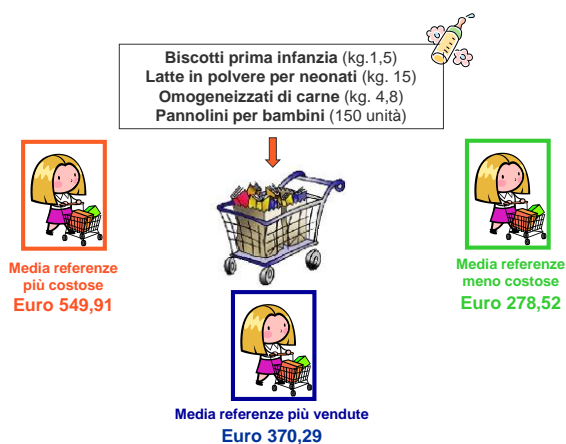 Biscotti prima infanzia (kg.1,5)
Latte in polvere per neonati (kg. 15)
Omogeneizzati di carne (kg. 4,8)
Pannolini per bambini (150 unità)
Media referenze
più costose
Euro 549,91
Media referenze
meno costose
Euro 278,52
Media referenze più vendute
Euro 370,29